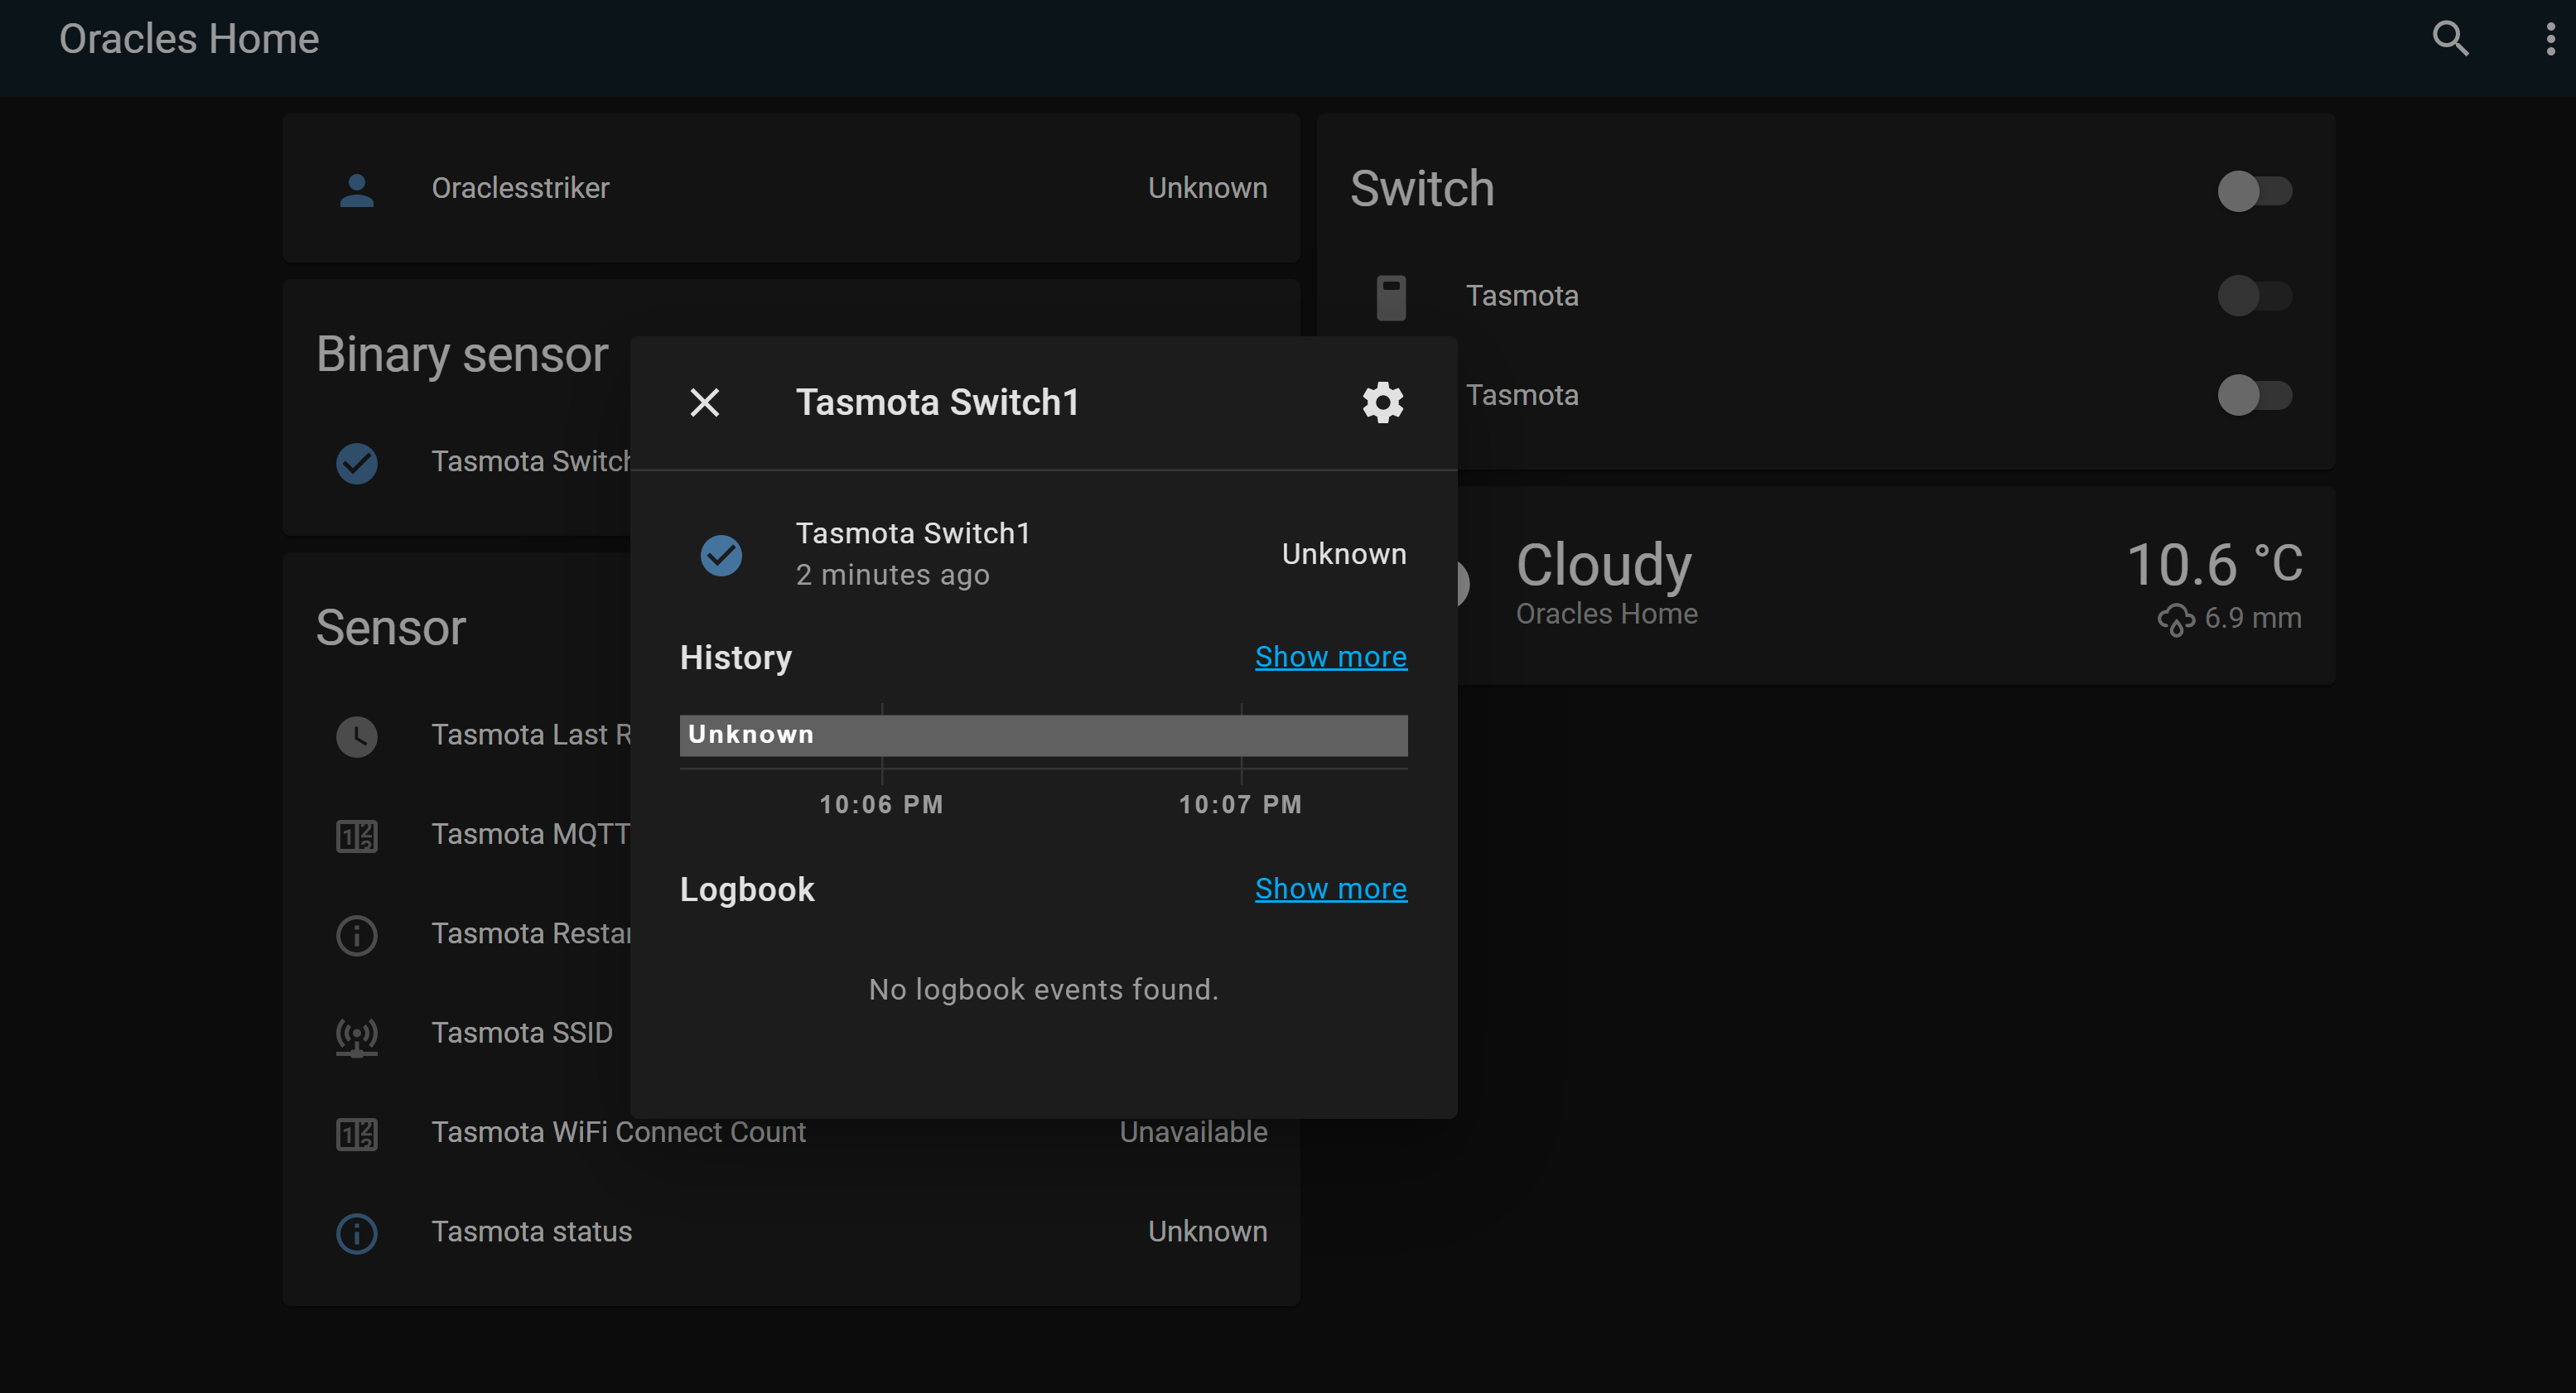 Oracles Home
Oraclesstriker Unknown
Binary sensor
Tasmota Switch
Sensor
Tasmota Last R
Tasmota MQTT
Tasmota Restar
Tasmota SSID
Tasmota WiFi Connect Count Unavailable
Tasmota status Unknown
Switch
Tasmota
Tasmota
Cloudy 10.6 °C
Oracles Home 6.9 mm
Tasmota Switch1
Tasmota Switch1
2 minutes ago
Unknown
History Show more
Unknown
10:06 PM 10:07 PM
Logbook Show more
No logbook events found.